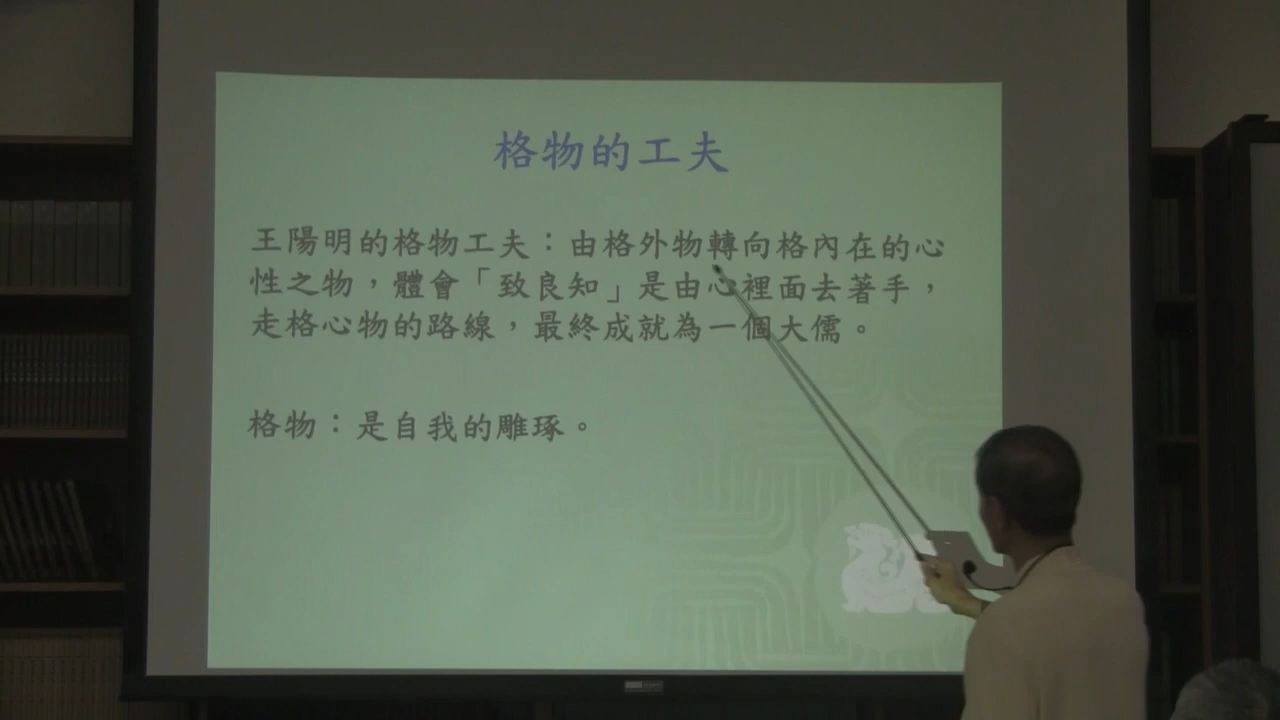 格物的工夫
王陽明的格物工夫：由格外物轉向格內在的心
性之物，體會「致良知」是由心裡面去著手，
走格心物的路線，最終成就為一個大儒。
格物：是自我的雕琢。